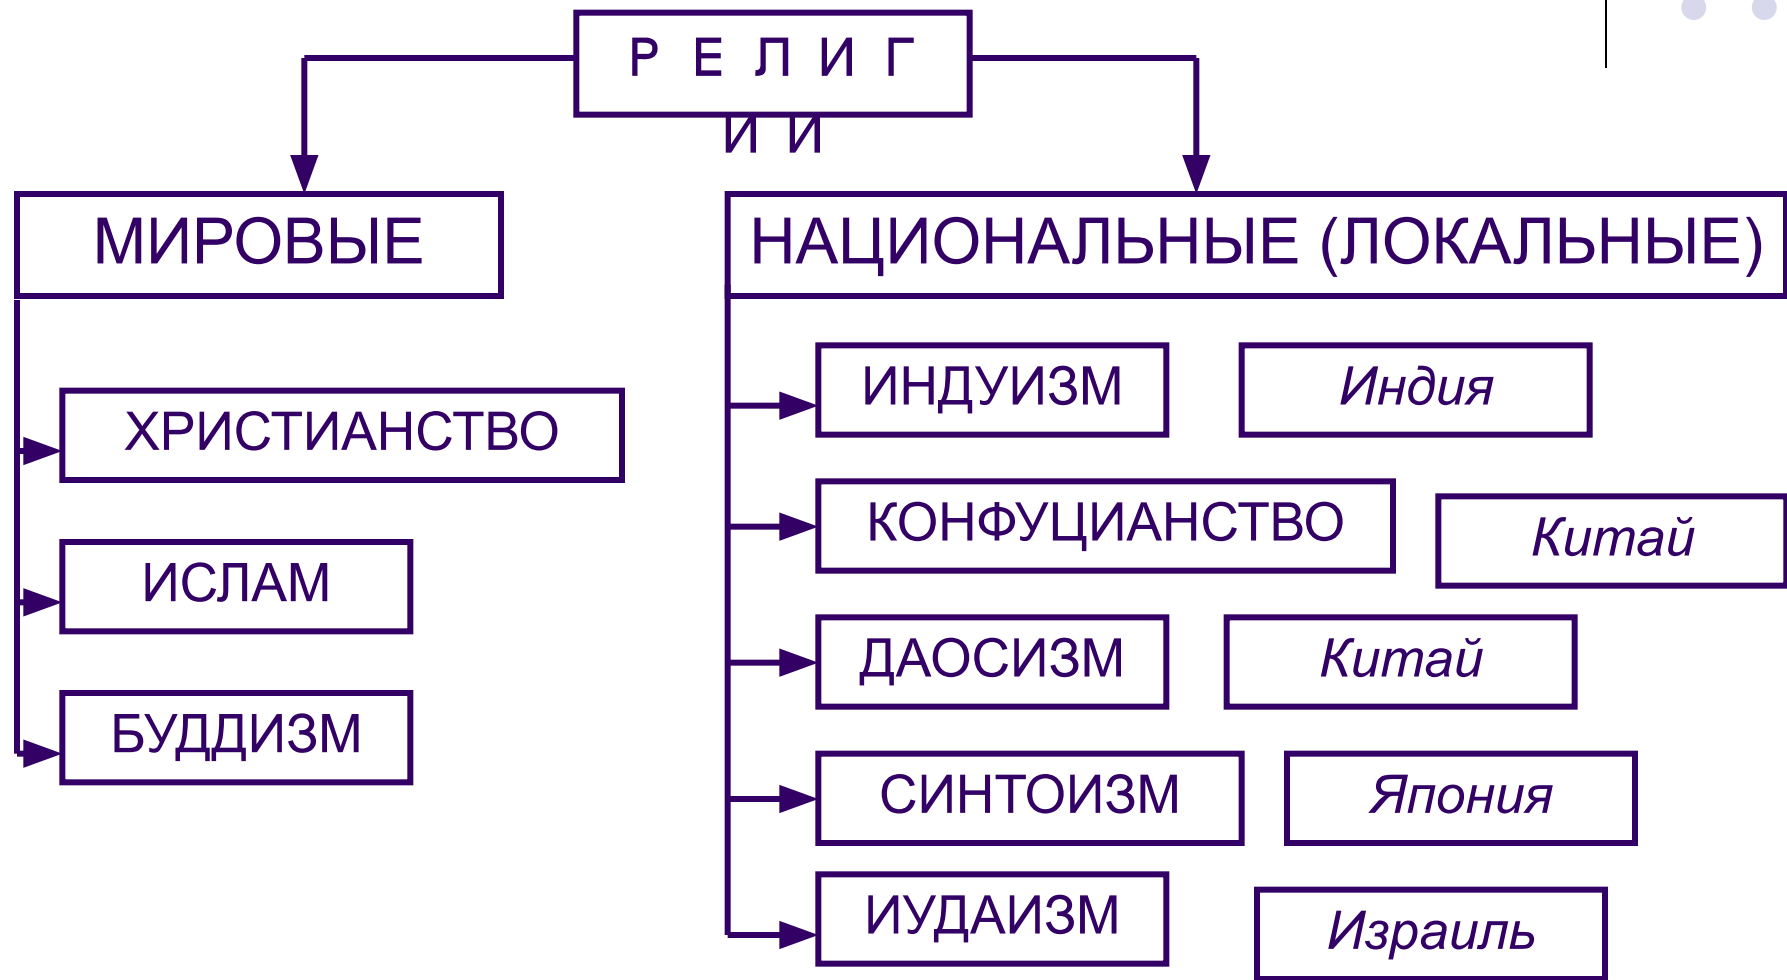 Р Е Л И Г
И И
МИРОВЫЕ
ХРИСТИАНСТВО
ИСЛАМ
БУДДИЗМ
НАЦИОНАЛЬНЫЕ (ЛОКАЛЬНЫЕ)
ИНДУИЗМ Индия
КОНФУЦИАНСТВО Китай
ДАОСИЗМ Китай
СИНТОИЗМ Япония
ИУДАИЗМ Израиль